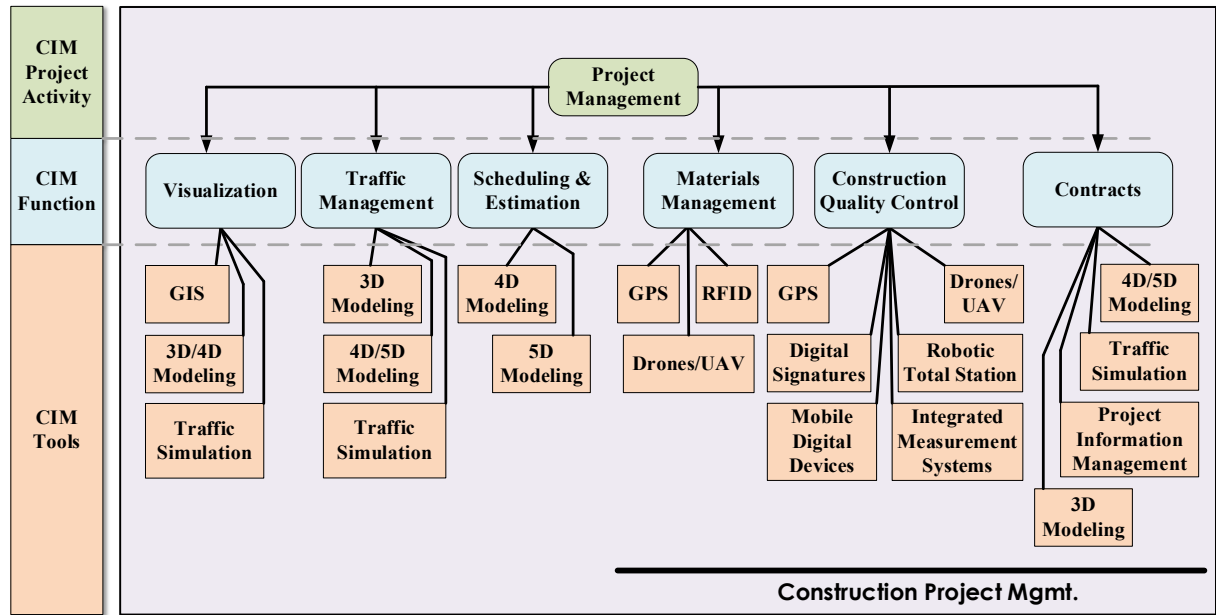 CIM
Project
Activity
Project
Management
CIM
Function
Visualization
Traffic
Management
Scheduling &
Estimation
Materials
Management
Construction
Quality Control
Contracts
CIM
Tools
GIS
3D/4D
Modeling
Traffic
Simulation
3D
Modeling
4D/5D
Modeling
Traffic
Simulation
4D
Modeling
5D
Modeling
GPS
RFID
Drones/UAV
GPS
Drones/
UAV
Digital
Signatures
Robotic
Total Station
Mobile
Digital
Devices
Integrated
Measurement
Systems
4D/5D
Modeling
Traffic
Simulation
Project
Information
Management
3D
Modeling
Construction Project Mgmt.